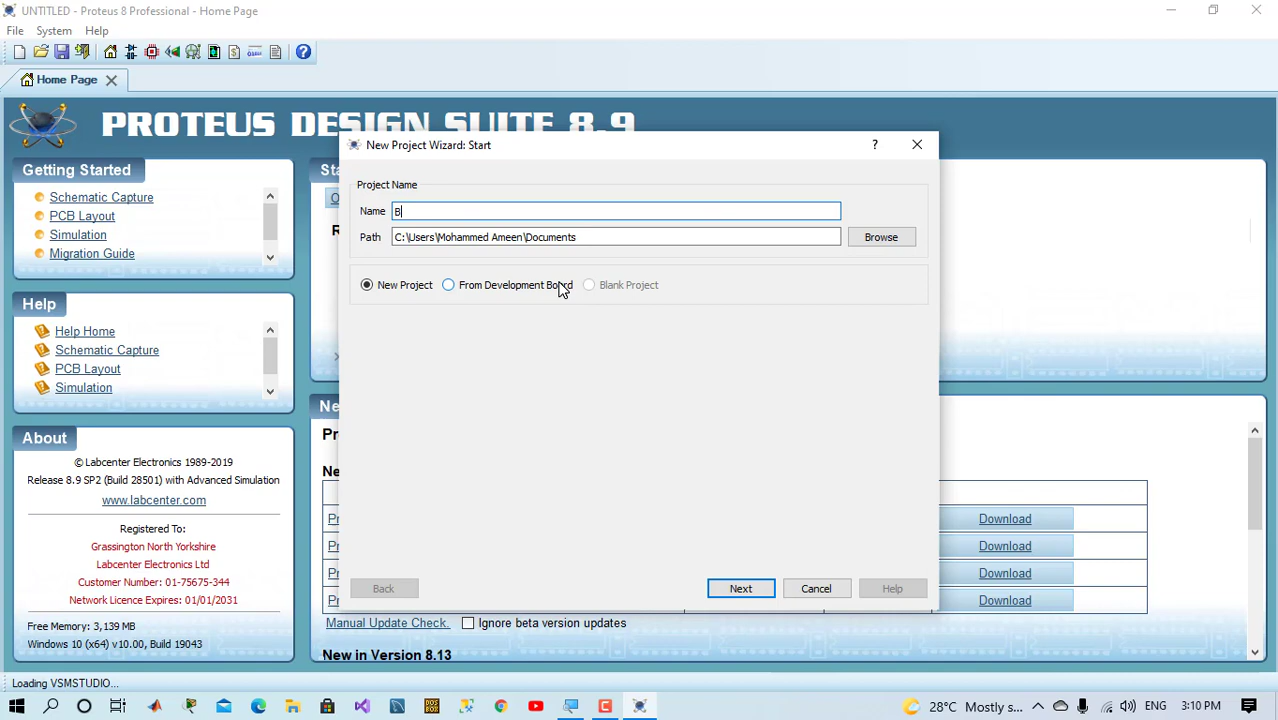 UNTITLED - Proteus 8 Professional - Home Page
File System Help
Home Page
PROTEUS DESIGN SUITE 8.9
Getting Started
Schematic Capture
PCB Layout
Simulation
Migration Guide
Help
Help Home
Schematic Capture
PCB Layout
Simulation
About
© Labcenter Electronics 1989-2019
Release 8.9 SP2 (Build 28501) with Advanced Simulation
www.labcenter.com
Registered To:
Grassington North Yorkshire
Labcenter Electronics Ltd
Customer Number: 01-75675-344
Network Licence Expires: 01/01/2031
Free Memory: 3,139 MB
Windows 10 (x64) v10.00, Build 19043
New Project Wizard: Start
Project Name
Name B
Path C:\Users\Mohammed Ameen\Documents Browse
New Project From Development Board Blank Project
Back Next Cancel Help
Download
Download
Download
Download
Manual Update Check. Ignore beta version updates
New in Version 8.13
Loading VSMSTUDIO...
28°C Mostly s... ENG 3:10 PM